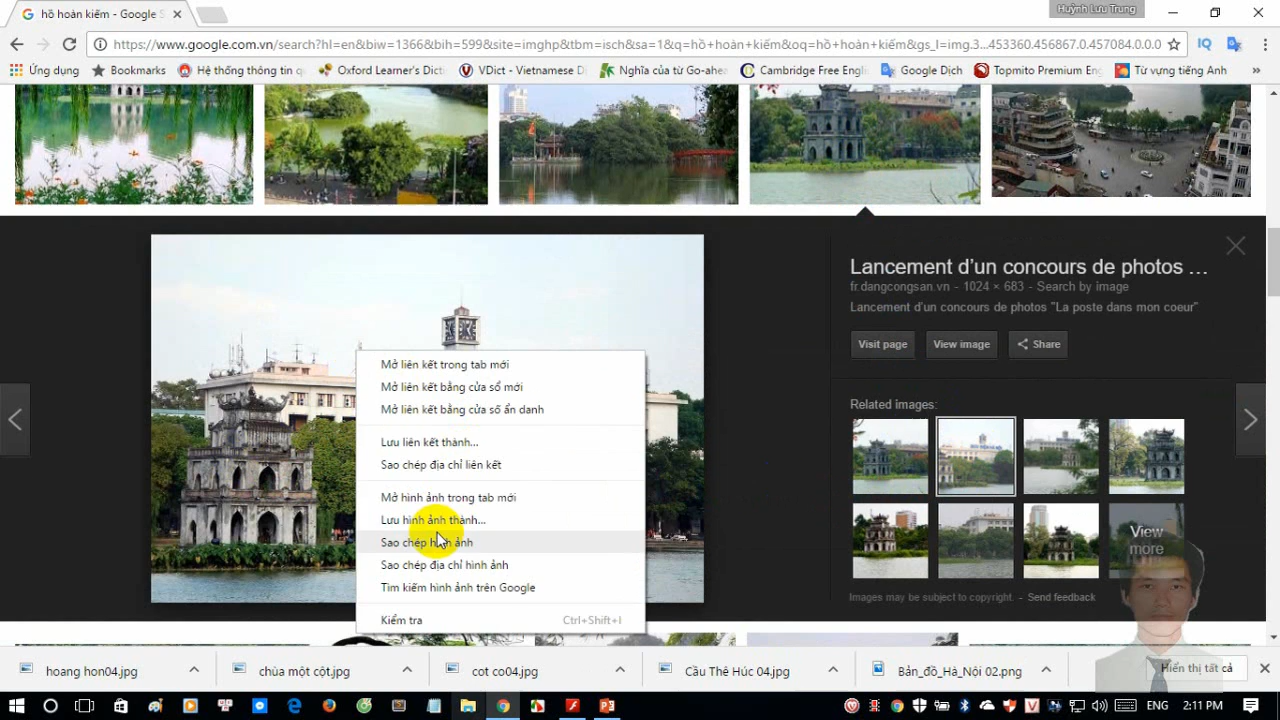 hồ hoàn kiếm - Google S
Huỳnh Lưu Trung
https://www.google.com.vn/search?hl=en&biw=1366&bih=599&site=imghp&tbm=isch&sa=1&q=hồ+hoàn+kiếm&oq=hồ+hoàn+kiếm&gs_l=img.3...453360.456867.0.457084.0.0.0
IQ
Ứng dụng Bookmarks Hệ thống thông tin q Oxford Learner's Dict VDict - Vietnamese D Nghĩa của từ Go-ahea Cambridge Free Engli Google Dịch Topmito Premium Eng Từ vựng tiếng Anh »
Lancement d'un concours de photos ...
fr.dangcongsan.vn - 1024 × 683 - Search by image
Lancement d'un concours de photos "La poste dans mon coeur"
Visit page View image Share
Related images:
View more
Images may be subject to copyright. - Send feedback
Mở liên kết trong tab mới
Mở liên kết bằng cửa sổ mới
Mở liên kết bằng cửa sổ ẩn danh
Lưu liên kết thành...
Sao chép địa chỉ liên kết
Mở hình ảnh trong tab mới
Lưu hình ảnh thành...
Sao chép hình ảnh
Sao chép địa chỉ hình ảnh
Tìm kiếm hình ảnh trên Google
Kiểm tra Ctrl+Shift+I
hoang hon04.jpg chùa một cột.jpg cot co04.jpg Cầu Thê Húc 04.jpg Bản_đồ_Hà_Nội 02.png Hiển thị tất cả
ENG 2:11 PM